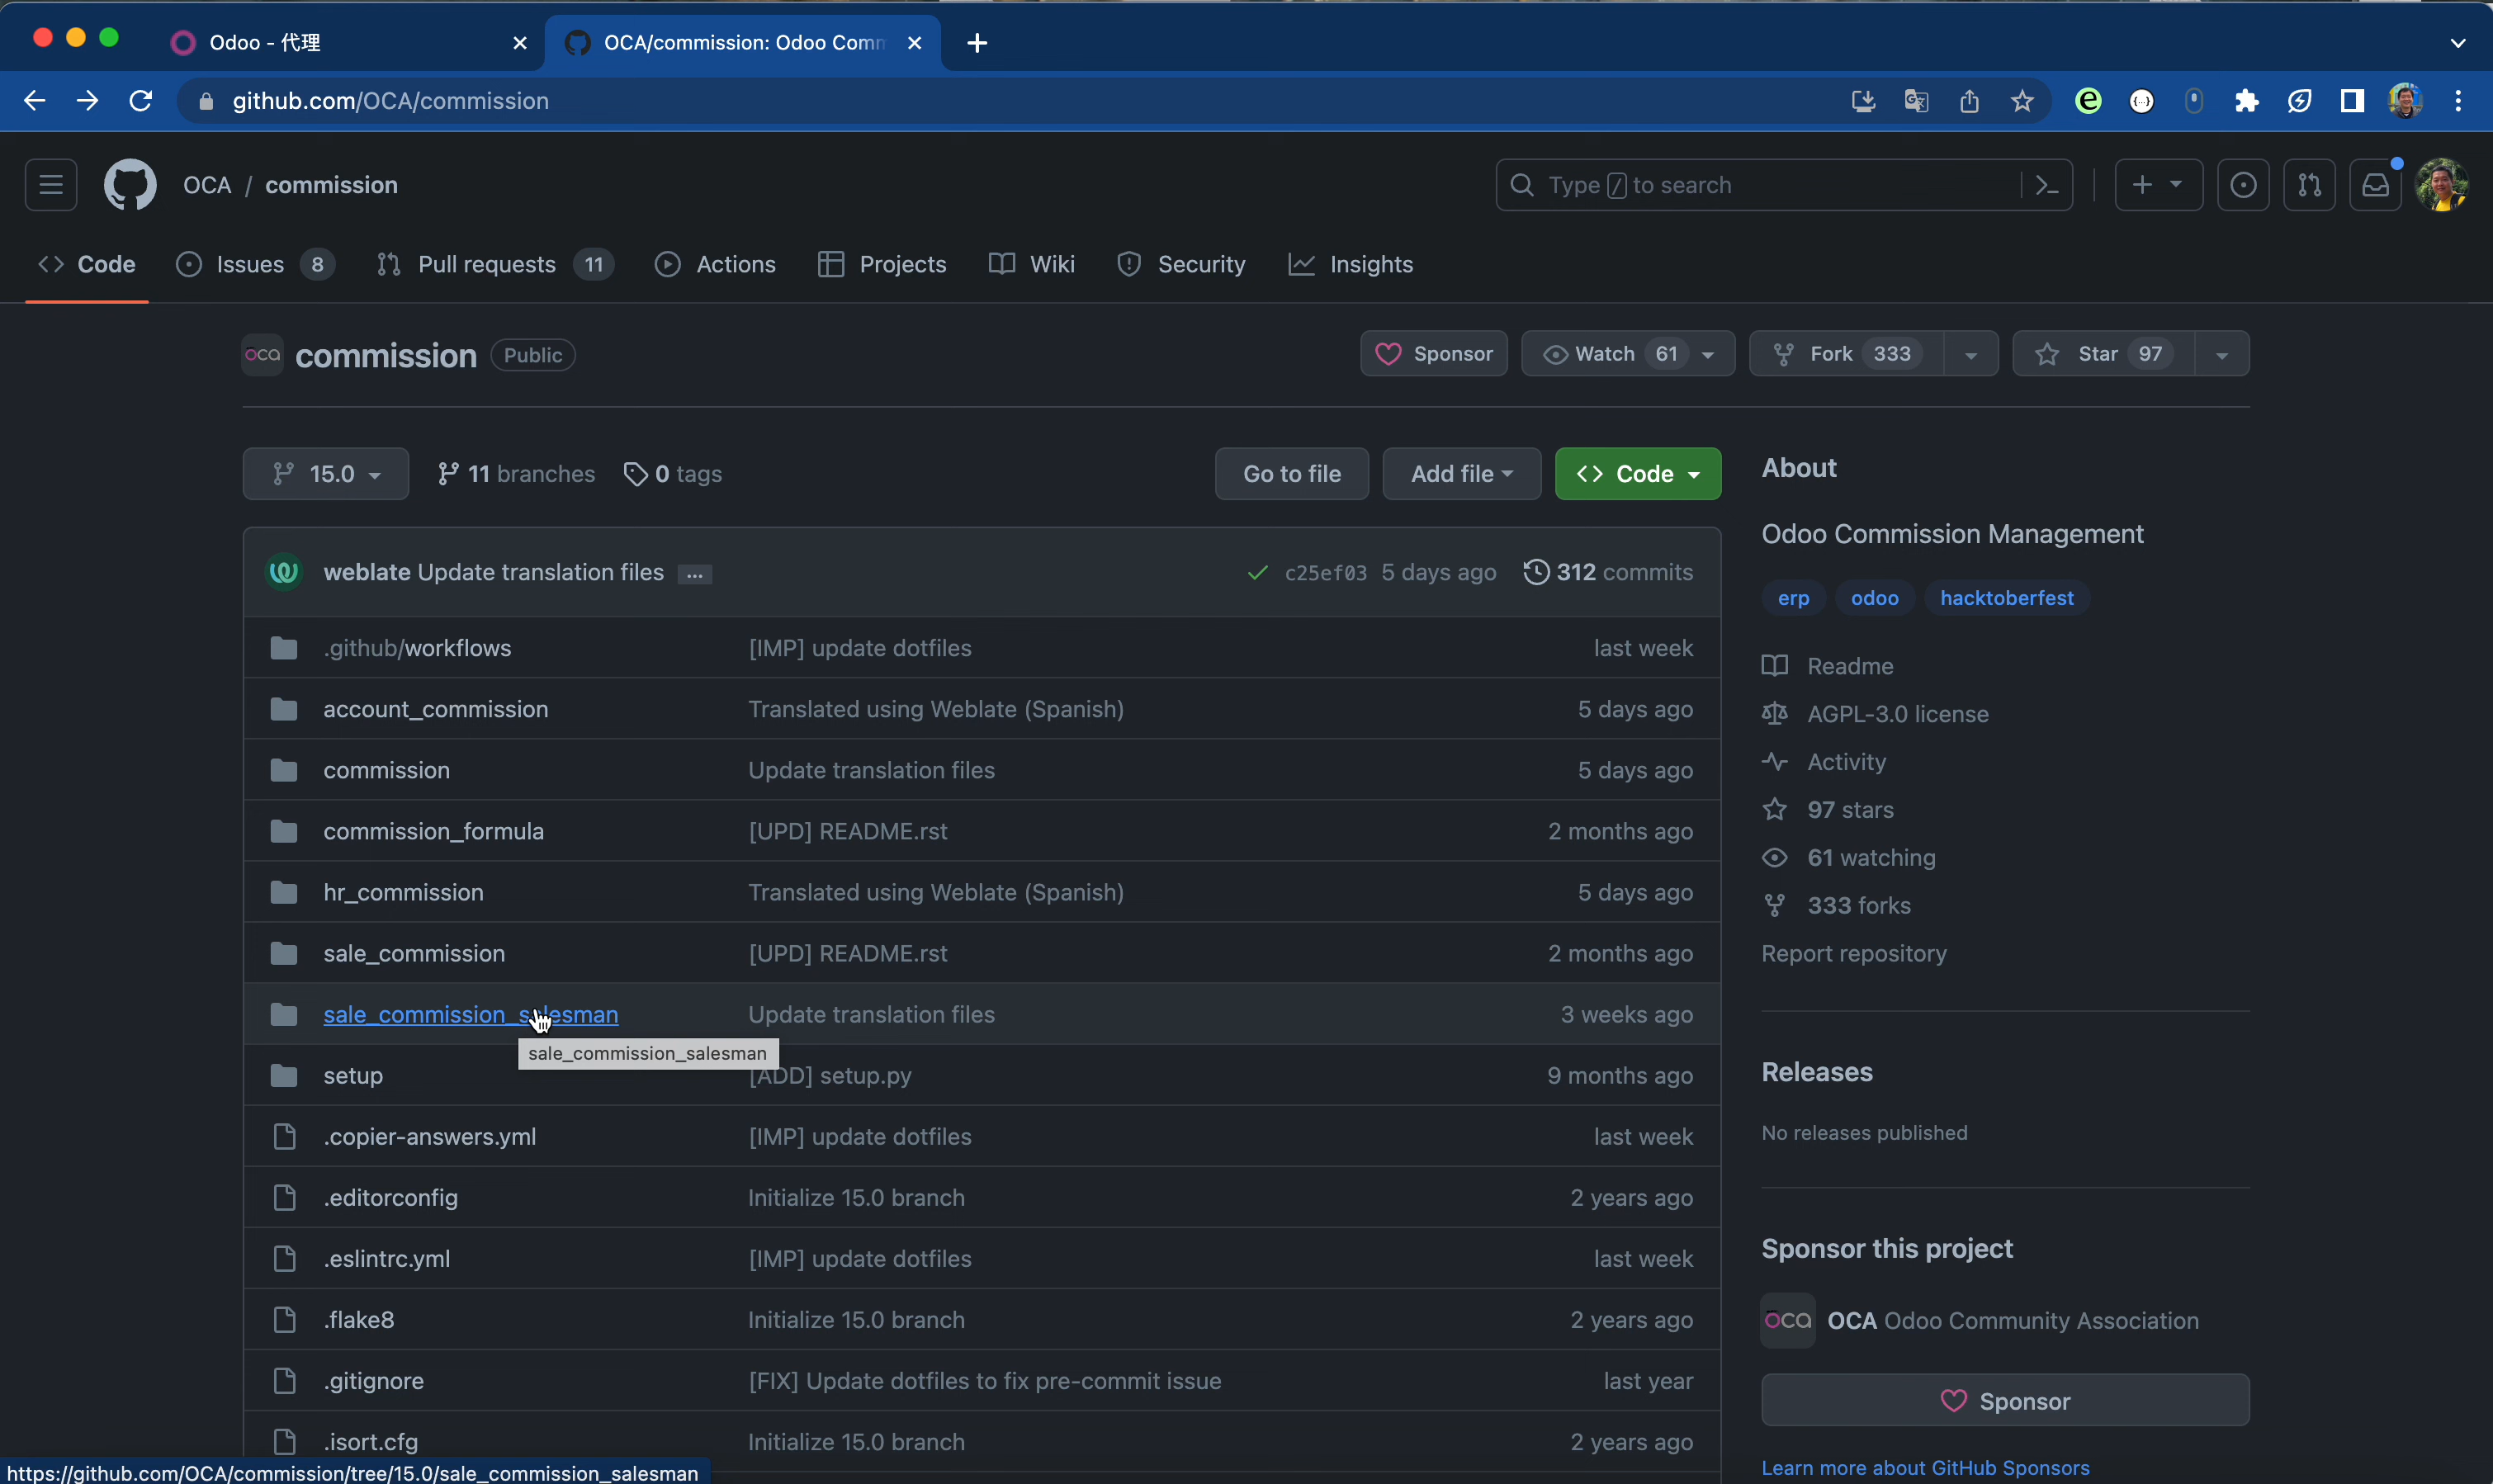 Odoo - 代理
OCA/commission: Odoo Comm
github.com/OCA/commission
OCA / commission
Type / to search
Code
Issues 8
Pull requests 11
Actions
Projects
Wiki
Security
Insights
oca commission Public
Sponsor
Watch 61
Fork 333
Star 97
15.0
11 branches
0 tags
Go to file
Add file
Code
weblate Update translation files ...
c25ef03 5 days ago
312 commits
.github/workflows [IMP] update dotfiles last week
account_commission Translated using Weblate (Spanish) 5 days ago
commission Update translation files 5 days ago
commission_formula [UPD] README.rst 2 months ago
hr_commission Translated using Weblate (Spanish) 5 days ago
sale_commission [UPD] README.rst 2 months ago
sale_commission_salesman Update translation files 3 weeks ago
sale_commission_salesman
setup [ADD] setup.py 9 months ago
.copier-answers.yml [IMP] update dotfiles last week
.editorconfig Initialize 15.0 branch 2 years ago
.eslintrc.yml [IMP] update dotfiles last week
.flake8 Initialize 15.0 branch 2 years ago
.gitignore [FIX] Update dotfiles to fix pre-commit issue last year
.isort.cfg Initialize 15.0 branch 2 years ago
About
Odoo Commission Management
erp odoo hacktoberfest
Readme
AGPL-3.0 license
Activity
97 stars
61 watching
333 forks
Report repository
Releases
No releases published
Sponsor this project
oca OCA Odoo Community Association
Sponsor
Learn more about GitHub Sponsors
https://github.com/OCA/commission/tree/15.0/sale_commission_salesman